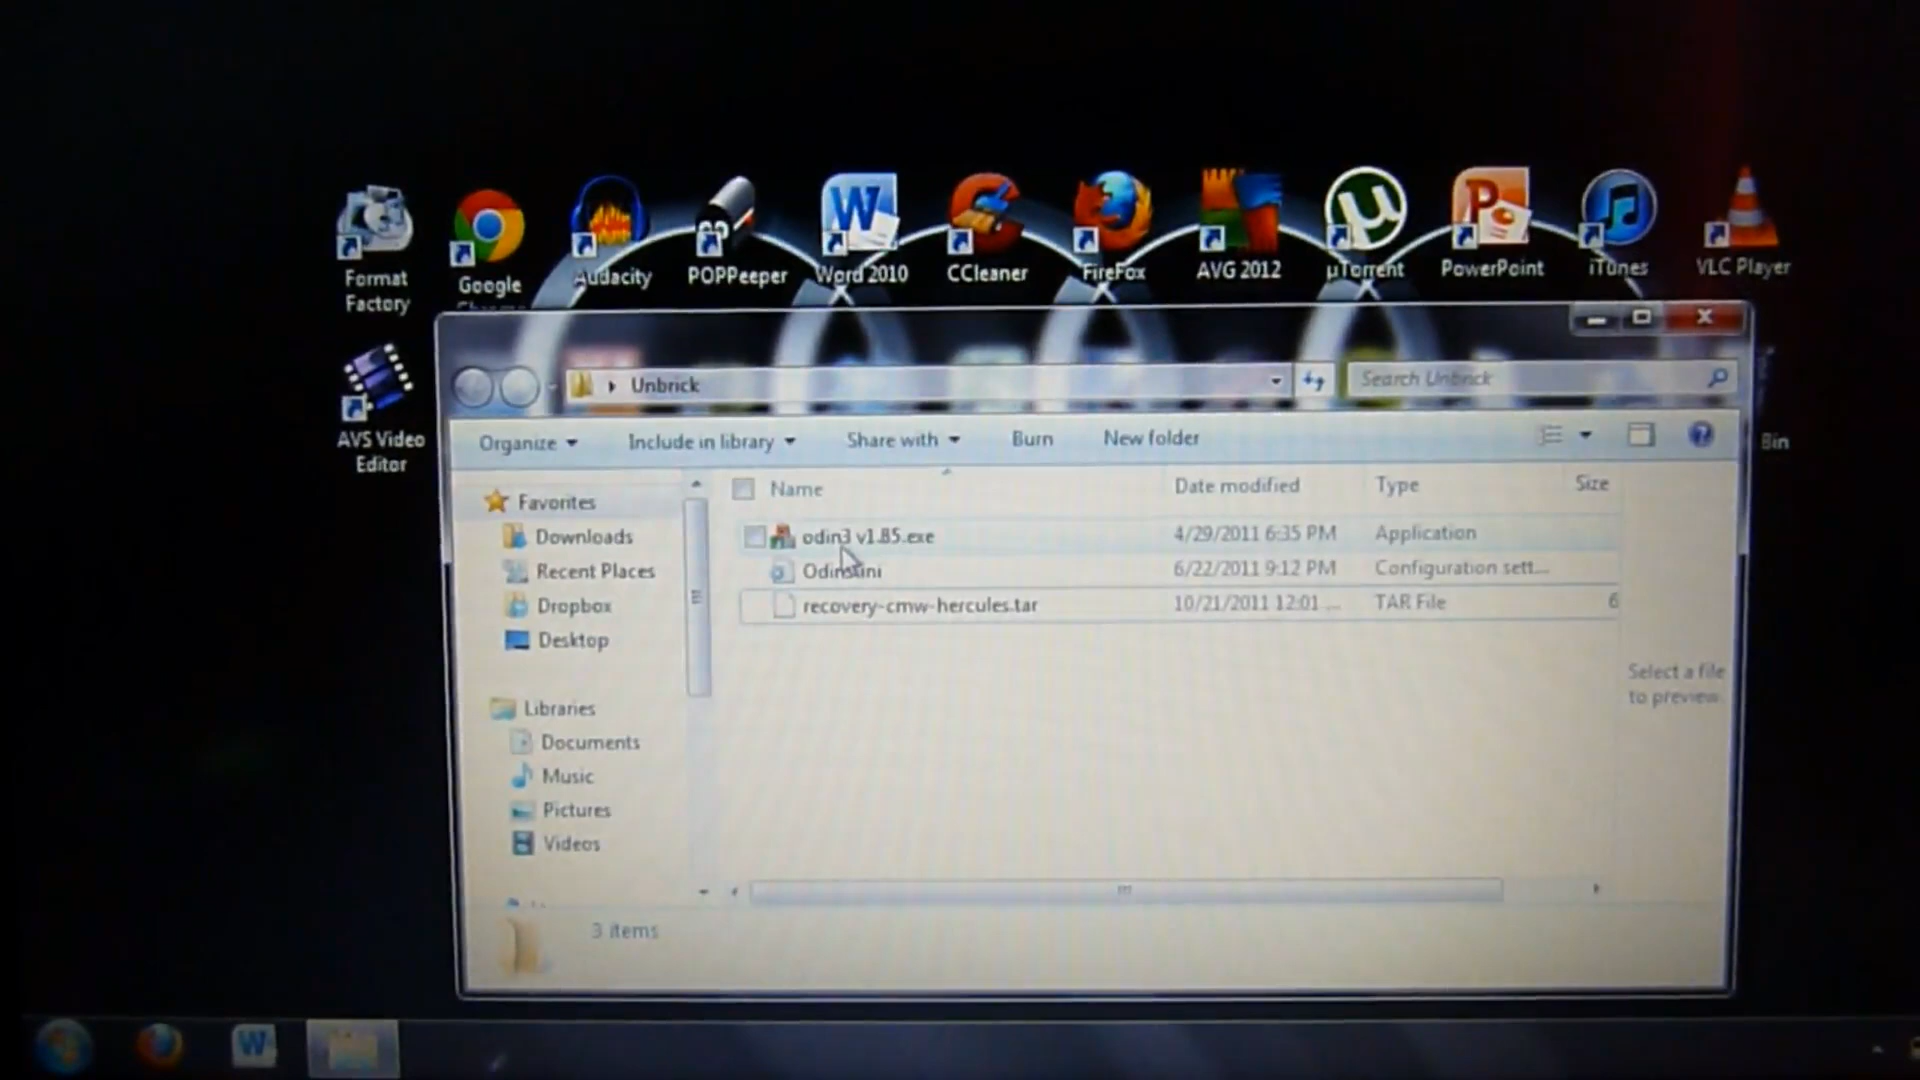 Format
Factory
Google
Audacity
POPPeeper
Word 2010
CCleaner
FireFox
AVG 2012
µTorrent
PowerPoint
iTunes
VLC Player
AVS Video
Editor
Bin
Unbrick
Search Unbrick
Organize
Include in library
Share with
Burn
New folder
Name
Date modified
Type
Size
Favorites
Downloads
Recent Places
Dropbox
Desktop
Libraries
Documents
Music
Pictures
Videos
odin3 v1.85.exe
4/29/2011 6:35 PM
Application
6/22/2011 9:12 PM
Configuration sett...
recovery-cmw-hercules.tar
10/21/2011 12:01 ...
TAR File
6
Select a file
to preview.
3 items